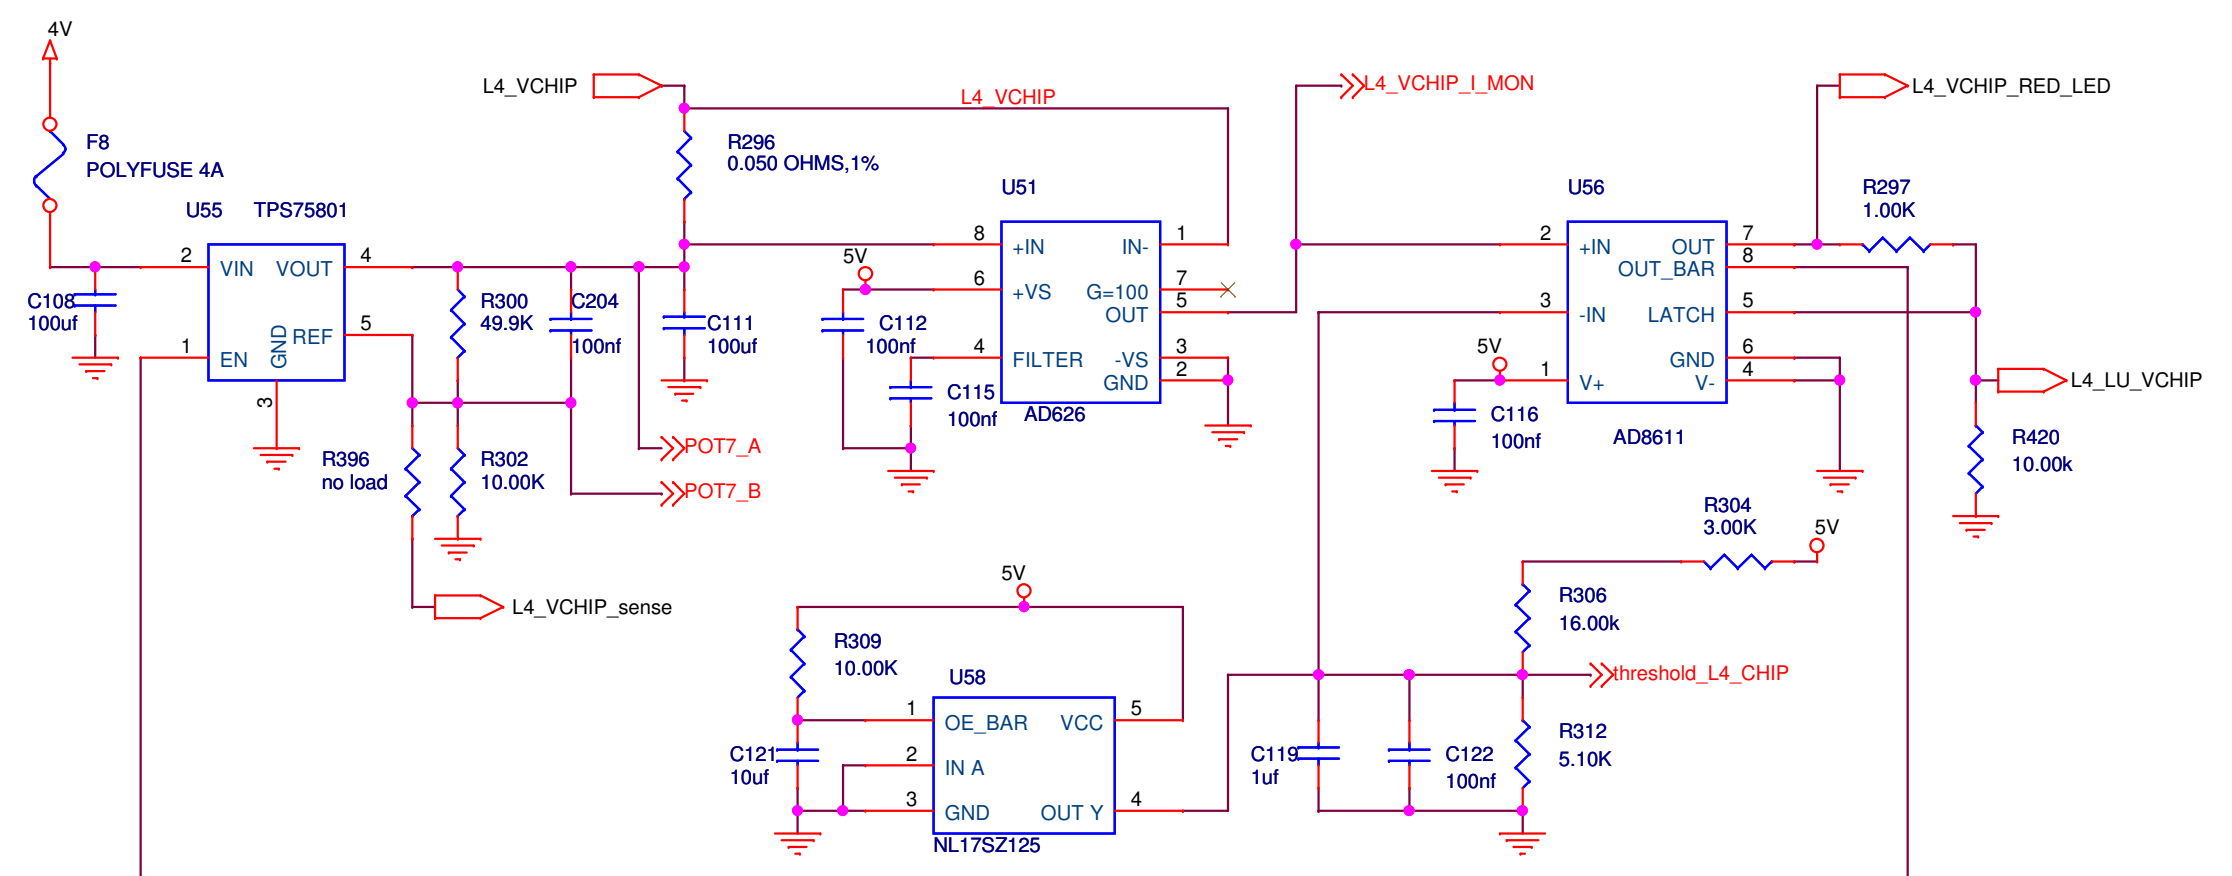 4V
F8
POLYFUSE 4A
U55
TPS75801
2
VIN
VOUT
4
GND
REF
5
1
EN
3
C108
100uf
R300
49.9K
C204
100nf
C111
100uf
R396
no load
R302
10.00K
POT7_A
POT7_B
L4_VCHIP_sense
L4_VCHIP
L4_VCHIP
R296
0.050 OHMS,1%
U51
8
+IN
IN-
1
5V
6
+VS
G=100
7
OUT
5
4
FILTER
-VS
3
GND
2
AD626
C112
100nf
C115
100nf
L4_VCHIP_I_MON
U56
2
+IN
OUT
7
OUT_BAR
8
3
-IN
LATCH
5
GND
6
5V
1
V+
V-
4
AD8611
C116
100nf
L4_VCHIP_RED_LED
R297
1.00K
L4_LU_VCHIP
R420
10.00k
R304
3.00K
5V
R306
16.00k
threshold_L4_CHIP
R312
5.10K
5V
R309
10.00K
U58
1
OE_BAR
VCC
5
2
IN A
3
GND
OUT Y
4
NL17SZ125
C121
10uf
C119
1uf
C122
100nf